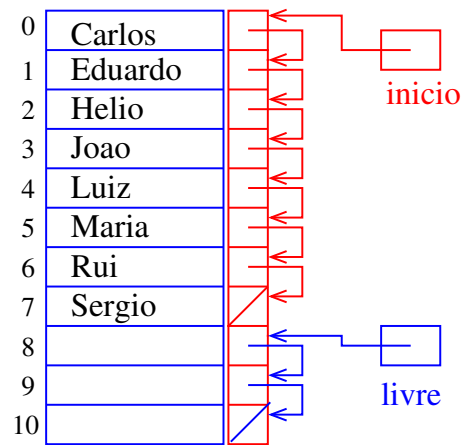 0 Carlos
1 Eduardo inicio
2 Helio
3 Joao
4 Luiz
5 Maria
6 Rui
7 Sergio
8
9 livre
10